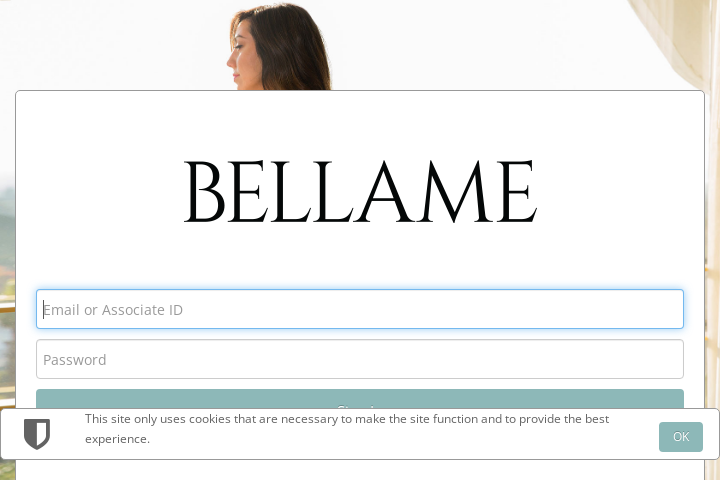 BELLAME
Email or Associate ID
Password
This site only uses cookies that are necessary to make the site function and to provide the best
experience.
OK